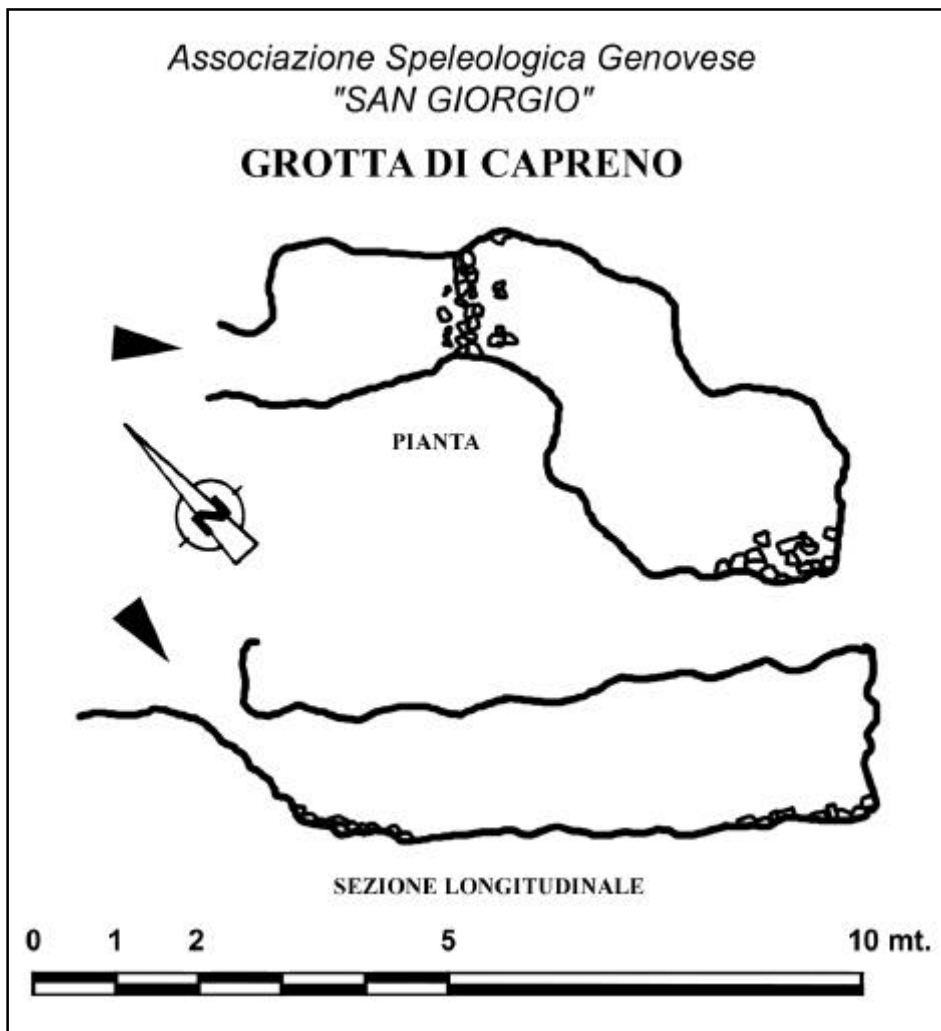 Associazione Speleologica Genovese
"SAN GIORGIO"
GROTTA DI CAPRENO
PIANTA
N
SEZIONE LONGITUDINALE
0 1 2 5 10 mt.